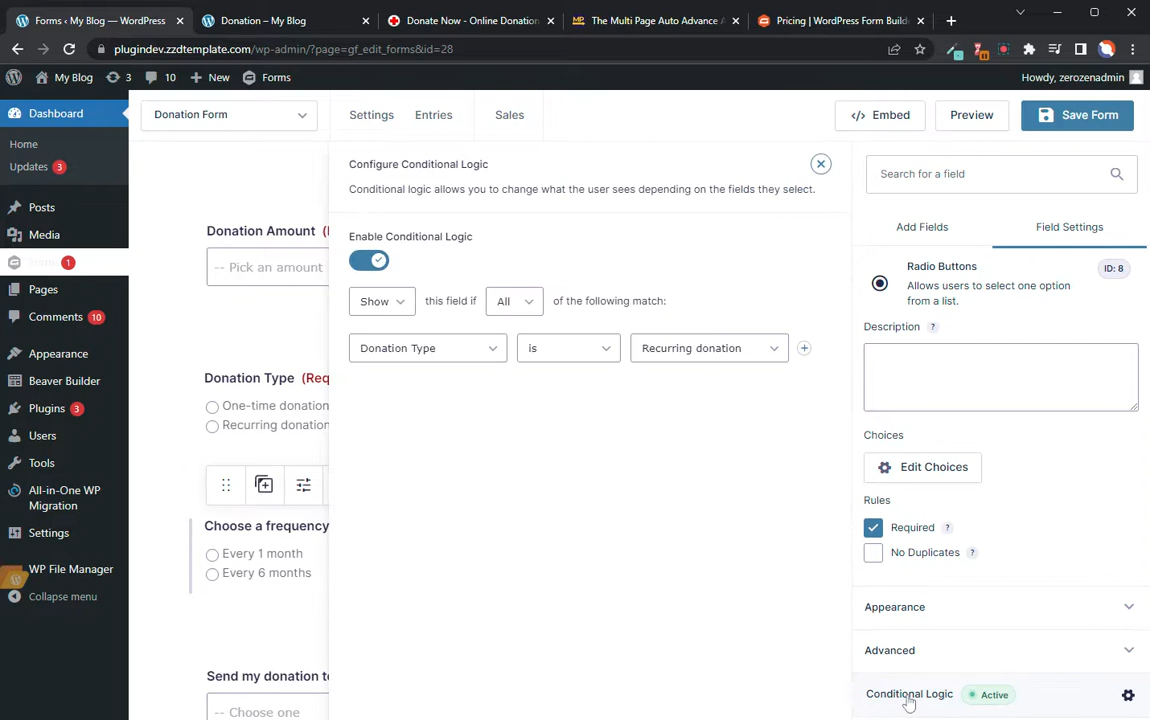 Forms ‹ My Blog — WordPress
Donation – My Blog
Donate Now - Online Donation
The Multi Page Auto Advance A
Pricing | WordPress Form Build
plugindev.zzdtemplate.com/wp-admin/?page=gf_edit_forms&id=28
My Blog
3
10
New
Forms
Howdy, zerozenadmin
Dashboard
Home
Updates 3
Posts
Media
1
Pages
Comments 10
Appearance
Beaver Builder
Plugins 3
Users
Tools
All-in-One WP
Migration
Settings
WP File Manager
Collapse menu
Donation Form
Settings
Entries
Sales
</> Embed
Preview
Save Form
Donation Amount
-- Pick an amount
Donation Type (Req
One-time donation
Recurring donation
Choose a frequency
Every 1 month
Every 6 months
Send my donation to
-- Choose one
Configure Conditional Logic
Conditional logic allows you to change what the user sees depending on the fields they select.
Enable Conditional Logic
Show
this field if
All
of the following match:
Donation Type
is
Recurring donation
Search for a field
Add Fields
Field Settings
Radio Buttons
ID: 8
Allows users to select one option
from a list.
Description ?
Choices
Edit Choices
Rules
Required ?
No Duplicates ?
Appearance
Advanced
Conditional Logic
Active